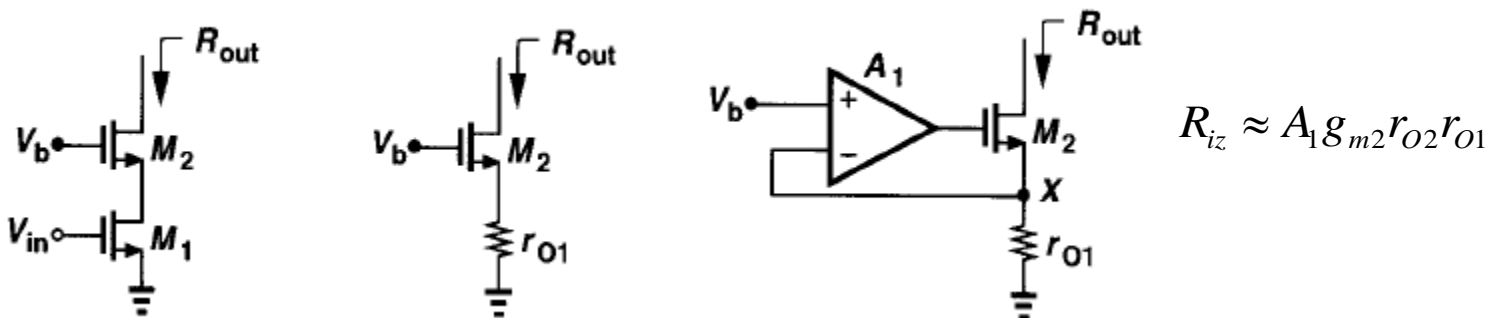 R_out
V_b M_2
V_in M_1
R_out
V_b M_2
r_O1
A_1 R_out
V_b + M_2
−
X
r_O1
R_iz ≈ A_1 g_m2 r_O2 r_O1